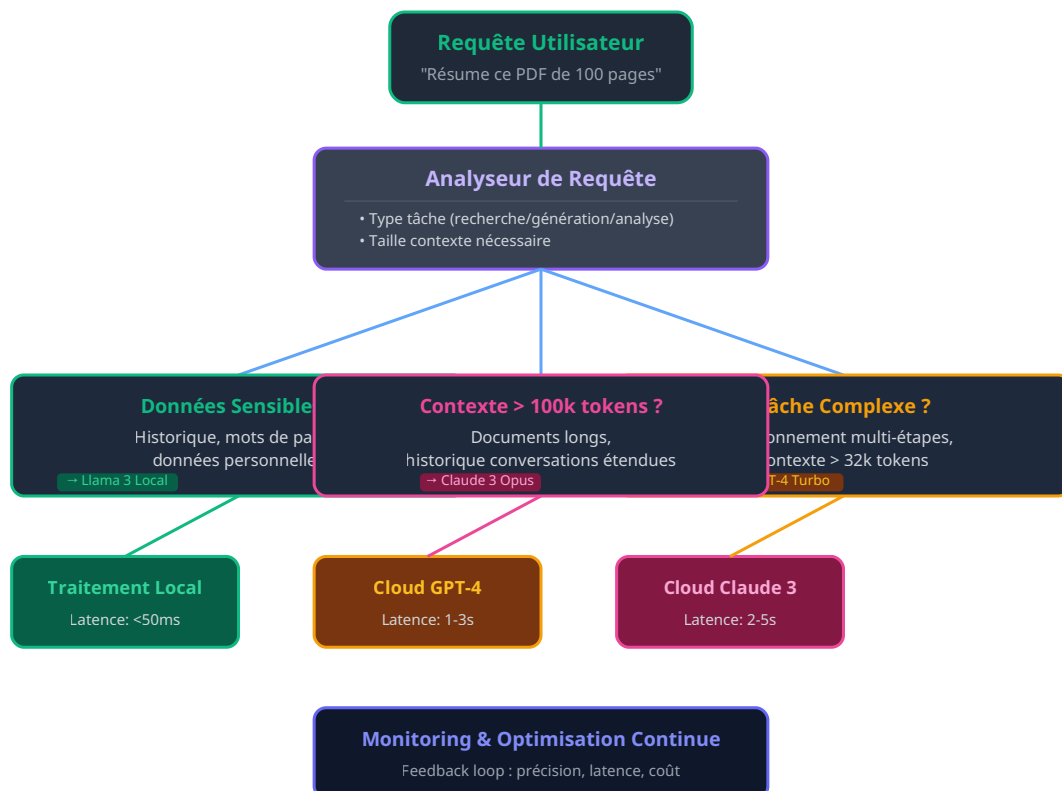 Requête Utilisateur
"Résume ce PDF de 100 pages"
Analyseur de Requête
• Type tâche (recherche/génération/analyse)
• Taille contexte nécessaire
Données Sensible
Historique, mots de pa
données personnelle
→ Llama 3 Local
Contexte > 100k tokens ?
Documents longs,
historique conversations étendues
→ Claude 3 Opus
âche Complexe ?
onnement multi-étapes,
ontexte > 32k tokens
T-4 Turbo
Traitement Local
Latence: <50ms
Cloud GPT-4
Latence: 1-3s
Cloud Claude 3
Latence: 2-5s
Monitoring & Optimisation Continue
Feedback loop : précision, latence, coût